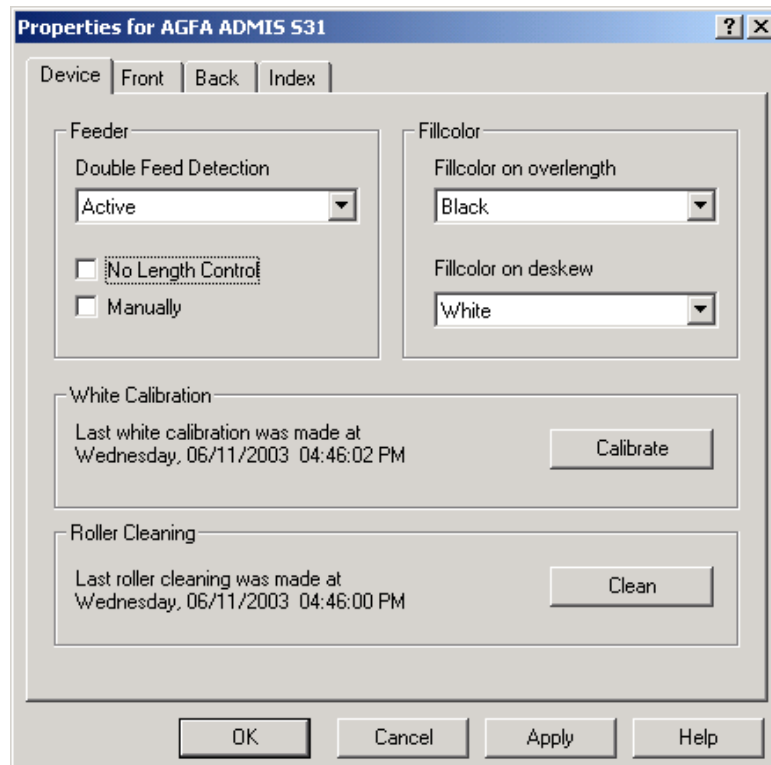 Properties for AGFA ADMIS S31
Device Front Back Index
Feeder
Double Feed Detection
Active
No Length Control
Manually
Fillcolor
Fillcolor on overlength
Black
Fillcolor on deskew
White
White Calibration
Last white calibration was made at
Wednesday, 06/11/2003 04:46:02 PM
Calibrate
Roller Cleaning
Last roller cleaning was made at
Wednesday, 06/11/2003 04:46:00 PM
Clean
OK Cancel Apply Help